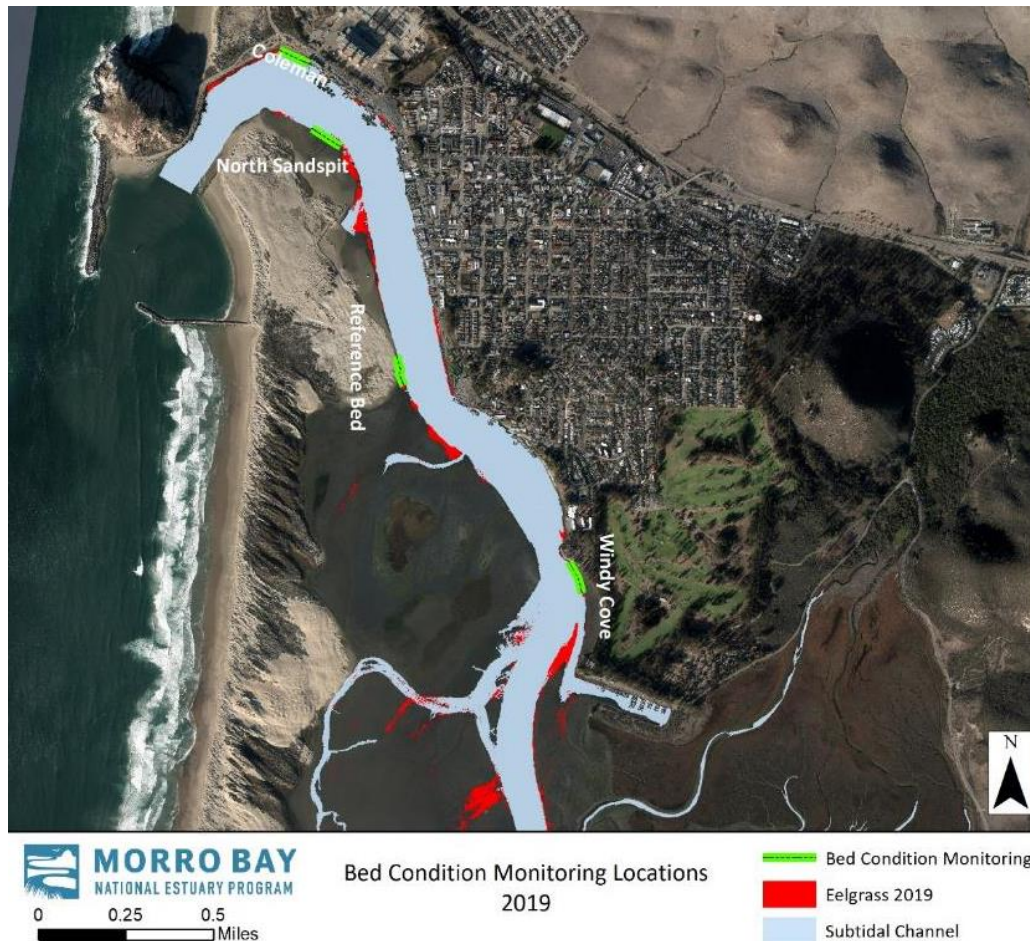 Coleman
North Sandspit
Reference Bed
Windy Cove
N
MORRO BAY
NATIONAL ESTUARY PROGRAM
0 0.25 0.5
Miles
Bed Condition Monitoring Locations
2019
Bed Condition Monitoring
Eelgrass 2019
Subtidal Channel